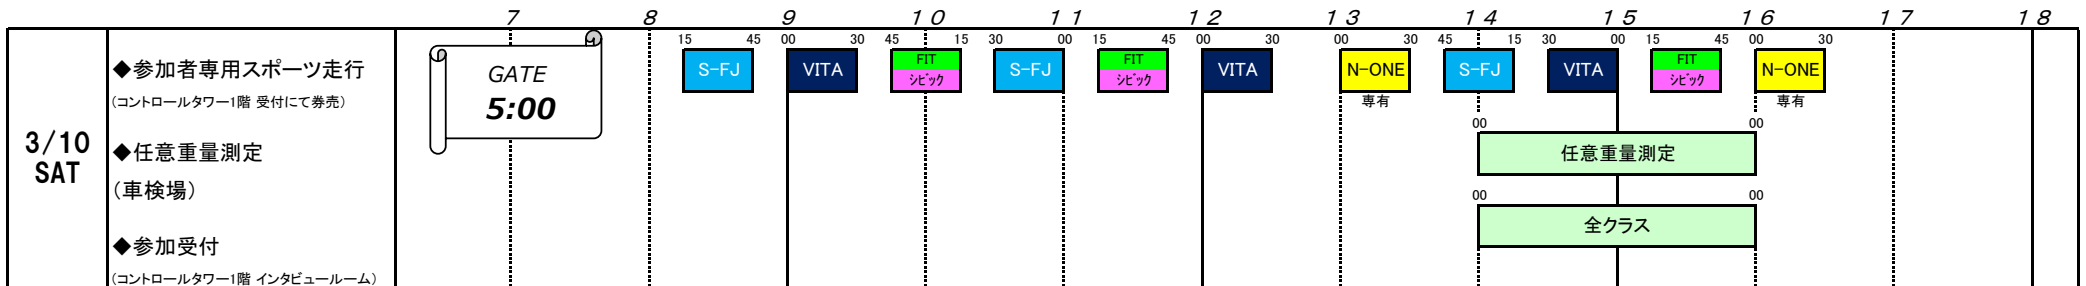 7 8 9 10 11 12 13 14 15 16 17 18
15 45 00 30 45 15 30 00 15 45 00 30 00 30 45 15 30 00 15 45 00 30
◆参加者専用スポーツ走行
(コントロールタワー1階 受付にて券売)
GATE
5:00
S-FJ VITA FIT シビック S-FJ FIT シビック VITA N-ONE S-FJ VITA FIT シビック N-ONE
専有 専有
3/10
SAT
00 00
◆任意重量測定
任意重量測定
(車検場)
00 00
全クラス
◆参加受付
(コントロールタワー1階 インタビュールーム)